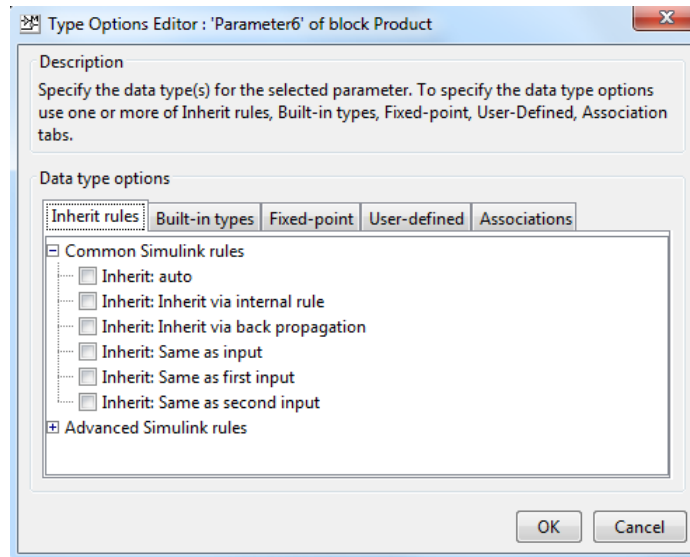 Type Options Editor : 'Parameter6' of block Product
Description
Specify the data type(s) for the selected parameter. To specify the data type options
use one or more of Inherit rules, Built-in types, Fixed-point, User-Defined, Association
tabs.
Data type options
Inherit rules Built-in types Fixed-point User-defined Associations
Common Simulink rules
Inherit: auto
Inherit: Inherit via internal rule
Inherit: Inherit via back propagation
Inherit: Same as input
Inherit: Same as first input
Inherit: Same as second input
Advanced Simulink rules
OK Cancel